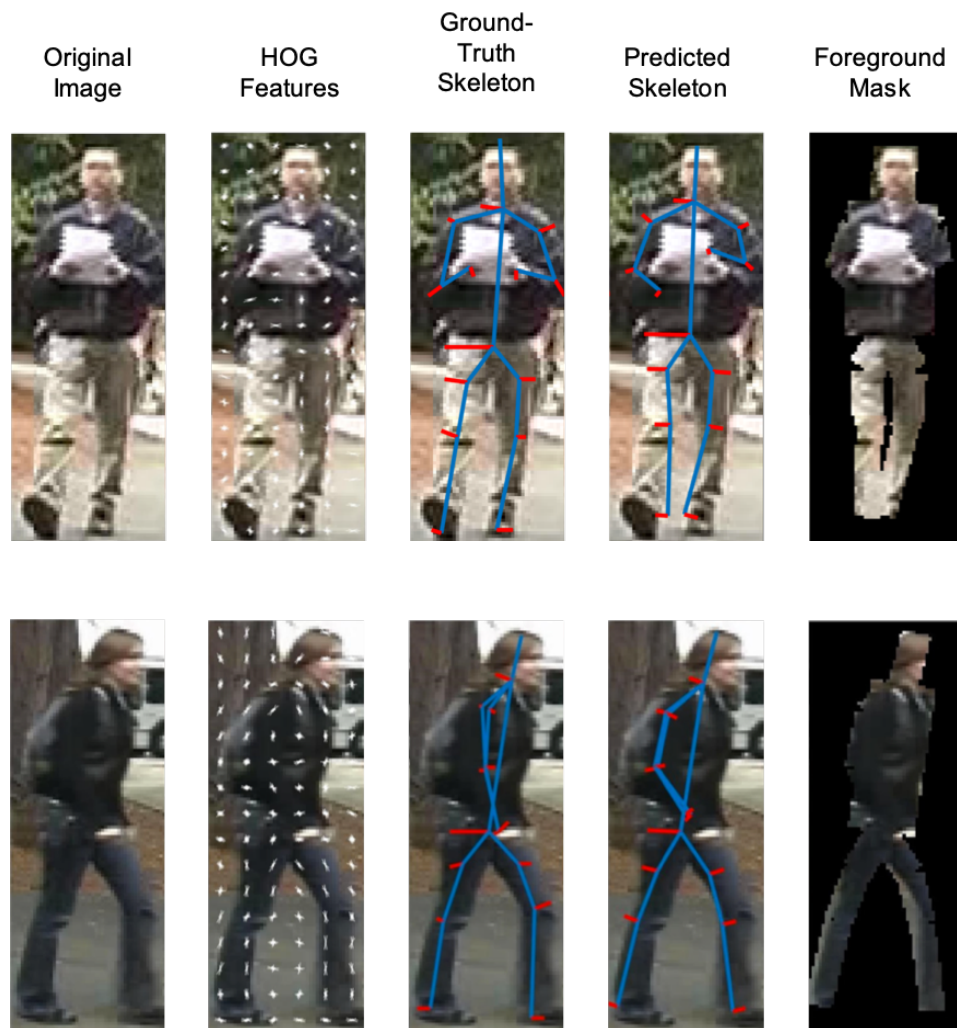 Original
Image
HOG
Features
Ground-
Truth
Skeleton
Predicted
Skeleton
Foreground
Mask